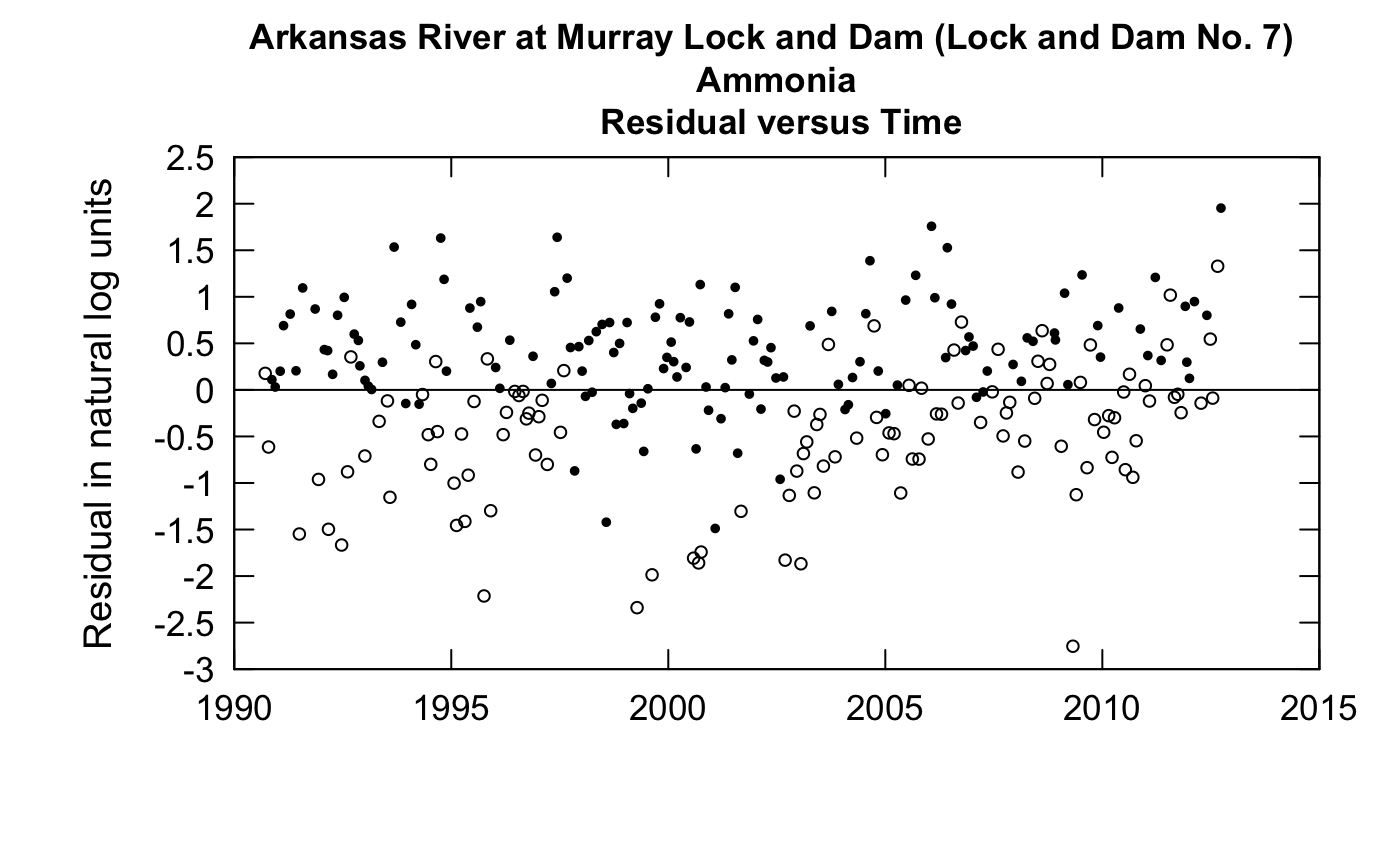 Arkansas River at Murray Lock and Dam (Lock and Dam No. 7)
Ammonia
Residual versus Time
Residual in natural log units
2.5
2
1.5
1
0.5
0
-0.5
-1
-1.5
-2
-2.5
-3
1990 1995 2000 2005 2010 2015